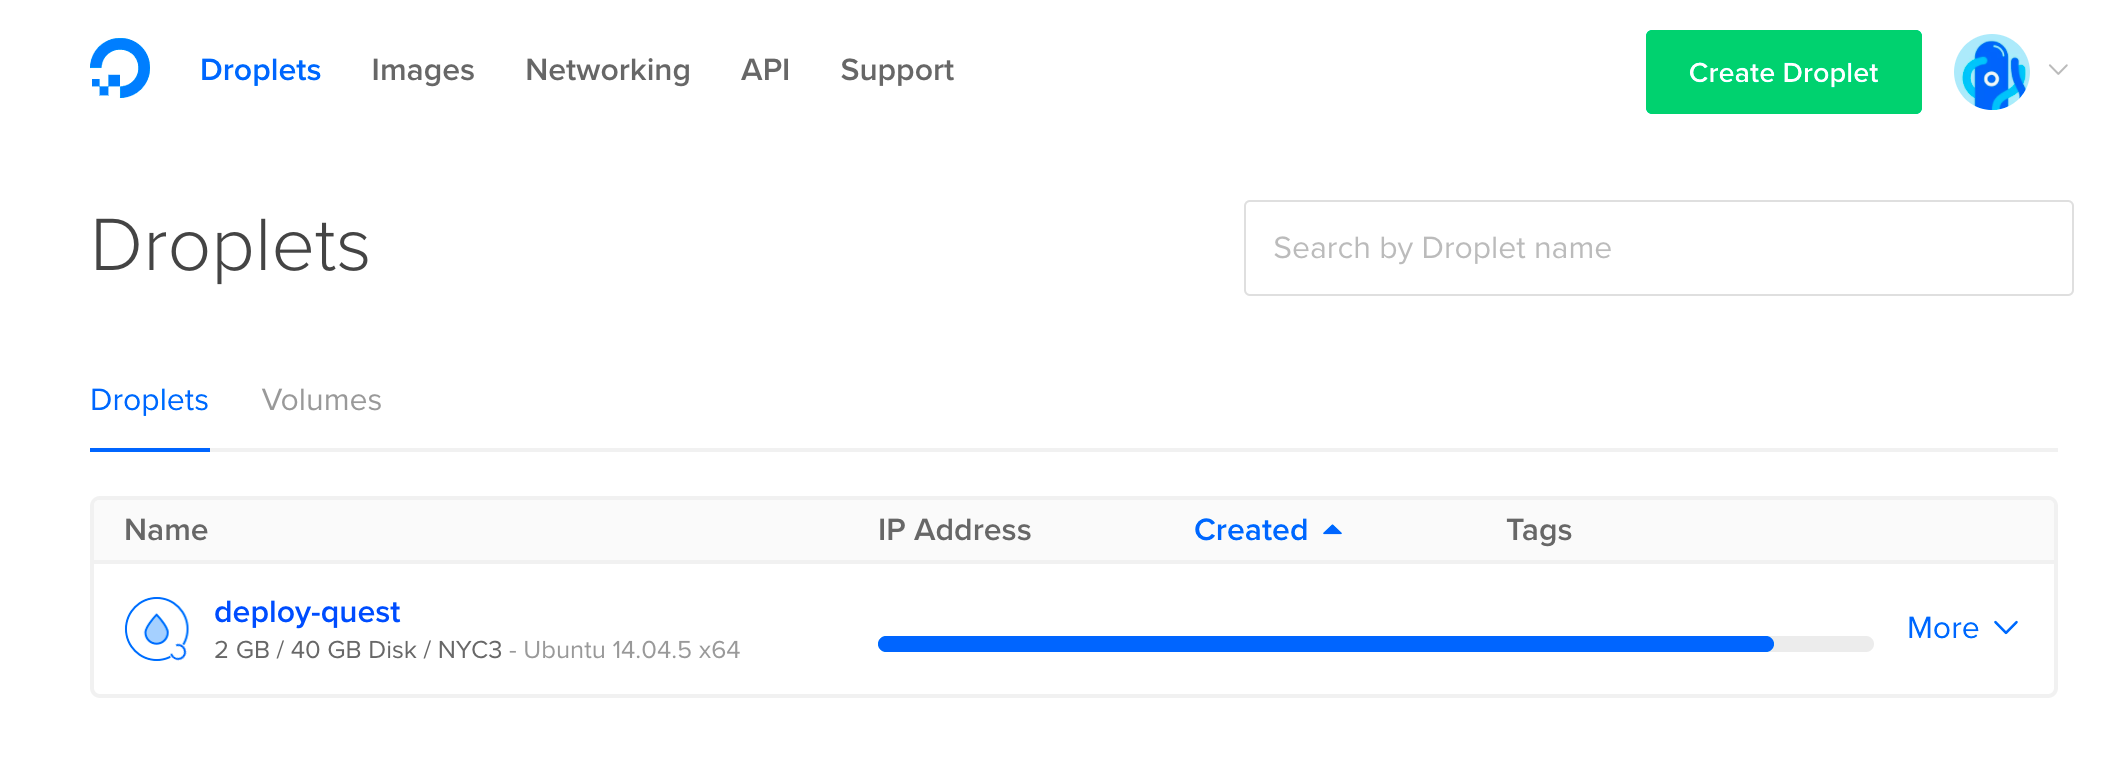 Droplets Images Networking API Support Create Droplet
Droplets Search by Droplet name
Droplets Volumes
Name IP Address Created Tags
deploy-quest
2 GB / 40 GB Disk / NYC3 - Ubuntu 14.04.5 x64
More